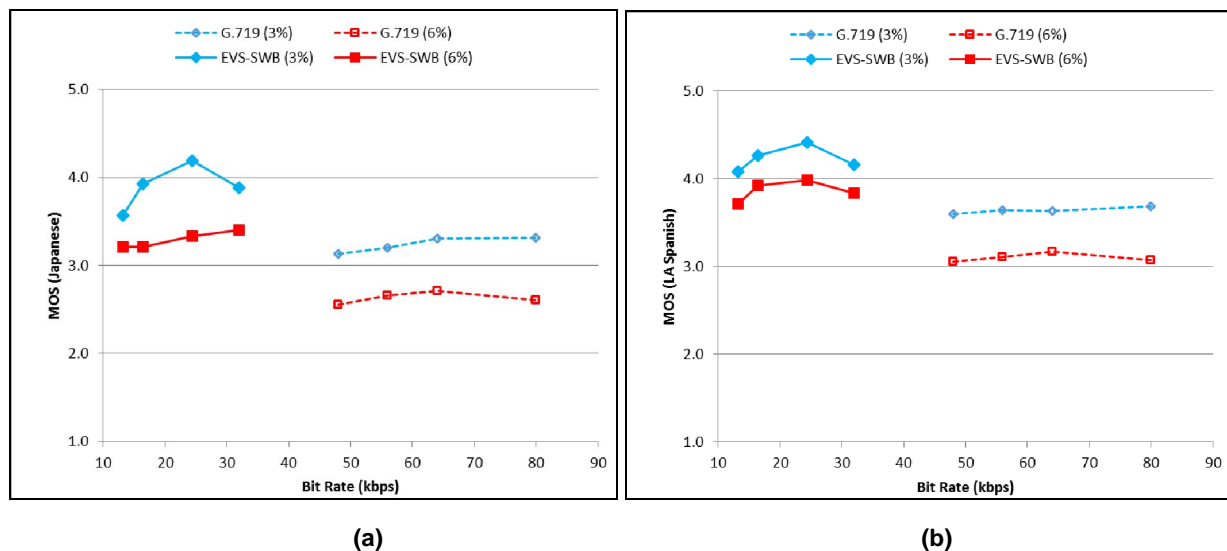 G.719 (3%) G.719 (6%)
EVS-SWB (3%) EVS-SWB (6%)
5.0
4.0
3.0
2.0
1.0
MOS (Japanese)
10 20 30 40 50 60 70 80 90
Bit Rate (kbps)
(a)
G.719 (3%) G.719 (6%)
EVS-SWB (3%) EVS-SWB (6%)
5.0
4.0
3.0
2.0
1.0
MOS (LA Spanish)
10 20 30 40 50 60 70 80 90
Bit Rate (kbps)
(b)